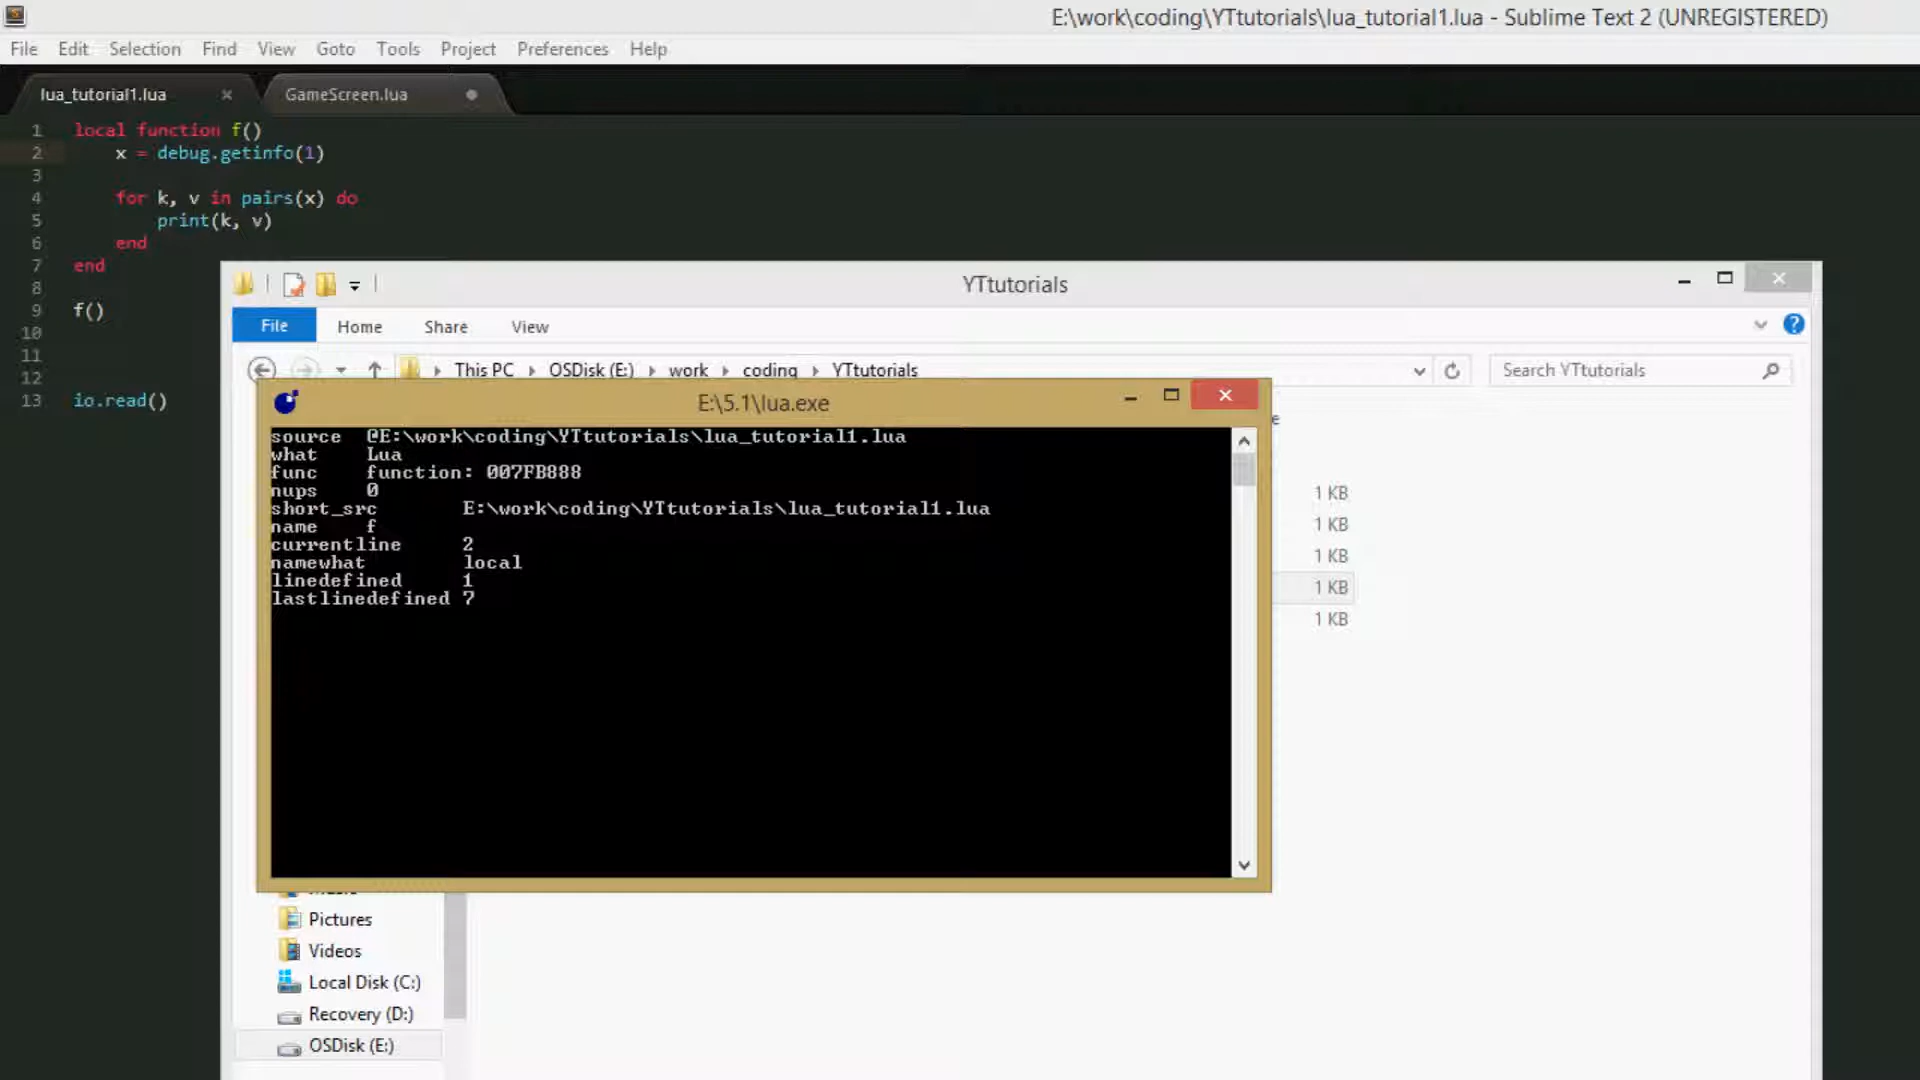 E:\work\coding\YTtutorials\lua_tutorial1.lua - Sublime Text 2 (UNREGISTERED)
File Edit Selection Find View Goto Tools Project Preferences Help
lua_tutorial1.lua × GameScreen.lua
1 local function f()
2 x = debug.getinfo(1)
3
4 for k, v in pairs(x) do
5 print(k, v)
6 end
7 end
8
9 f()
10
11
12
13 io.read()
YTtutorials
File Home Share View
This PC OSDisk (E:) work coding YTtutorials
Search YTtutorials
E:\5.1\lua.exe
source @E:\work\coding\YTtutorials\lua_tutorial1.lua
what Lua
func function: 007FB888
nups 0
short_src E:\work\coding\YTtutorials\lua_tutorial1.lua
name f
currentline 2
namewhat local
linedefined 1
lastlinedefined 7
1 KB
1 KB
1 KB
1 KB
1 KB
Pictures
Videos
Local Disk (C:)
Recovery (D:)
OSDisk (E:)